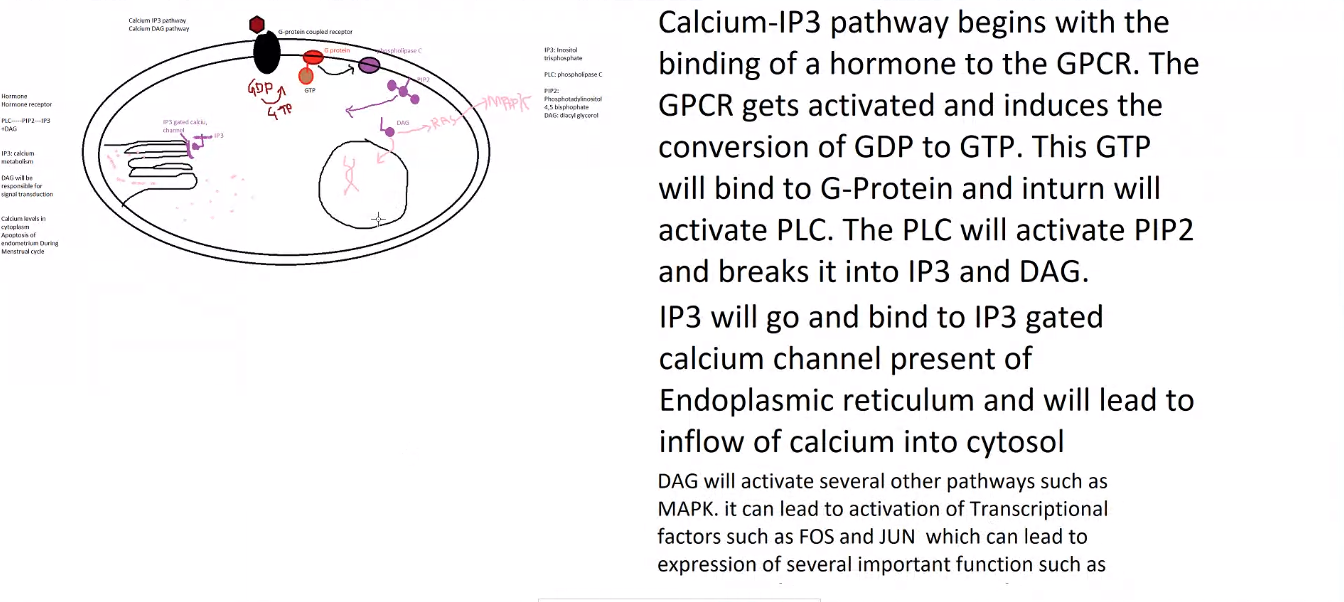 Calcium IP3 pathway
Calcium DAG pathway
G-protein coupled receptor
G protein
phospholipase C
GDP
GTP
GTP
PIP2
DAG
RAS
MAPK
IP3 gated calciu,
channel
IP3
Hormone
Hormone receptor
PLC-----PIP2---IP3
+DAG
IP3: calcium
metabolism
DAG will be
responsible for
signal transduction
Calcium levels in
cytoplasm
Apoptosis of
endometrium During
Menstrual cycle
IP3: Inositol
trisphosphate
PLC: phospholipase C
PIP2:
Phosphotadylinositol
4,5 bisphophate
DAG: diacyl glycorol
Calcium-IP3 pathway begins with the
binding of a hormone to the GPCR. The
GPCR gets activated and induces the
conversion of GDP to GTP. This GTP
will bind to G-Protein and inturn will
activate PLC. The PLC will activate PIP2
and breaks it into IP3 and DAG.
IP3 will go and bind to IP3 gated
calcium channel present of
Endoplasmic reticulum and will lead to
inflow of calcium into cytosol
DAG will activate several other pathways such as
MAPK. it can lead to activation of Transcriptional
factors such as FOS and JUN which can lead to
expression of several important function such as